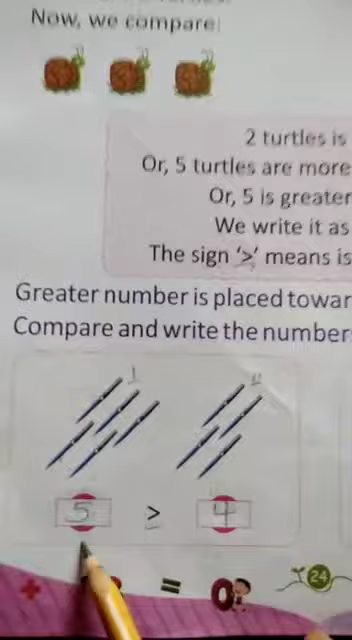 Now, we compare:
2 turtles is
Or, 5 turtles are more
Or, 5 is greater
We write it as
The sign '>' means is
Greater number is placed towar
Compare and write the number
5 > 4
=
24